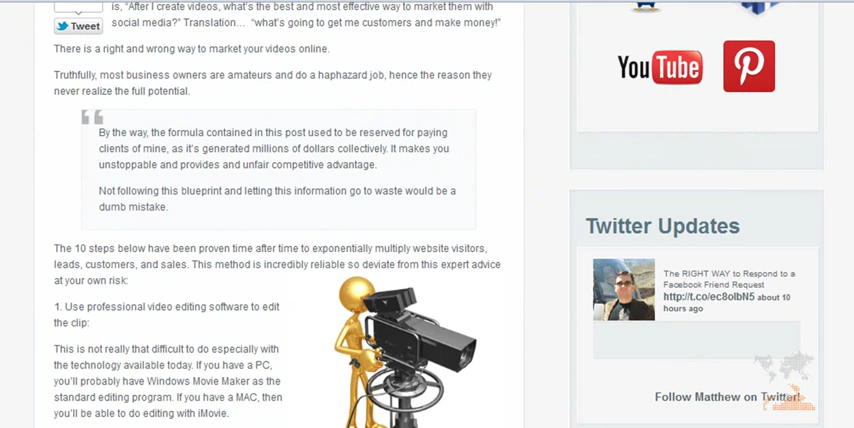 is, “After I create videos, what's the best and most effective way to market them with
social media?” Translation… “what's going to get me customers and make money!”
Tweet
There is a right and wrong way to market your videos online.
Truthfully, most business owners are amateurs and do a haphazard job, hence the reason they
never realize the full potential.
By the way, the formula contained in this post used to be reserved for paying
clients of mine, as it's generated millions of dollars collectively. It makes you
unstoppable and provides and unfair competitive advantage.
Not following this blueprint and letting this information go to waste would be a
dumb mistake.
The 10 steps below have been proven time after time to exponentially multiply website visitors,
leads, customers, and sales. This method is incredibly reliable so deviate from this expert advice
at your own risk:
1. Use professional video editing software to edit
the clip:
This is not really that difficult to do especially with
the technology available today. If you have a PC,
you'll probably have Windows Movie Maker as the
standard editing program. If you have a MAC, then
you'll be able to do editing with iMovie.
YouTube
Twitter Updates
The RIGHT WAY to Respond to a
Facebook Friend Request
http://t.co/ec8olbN5 about 10
hours ago
Follow Matthew on Twitter!